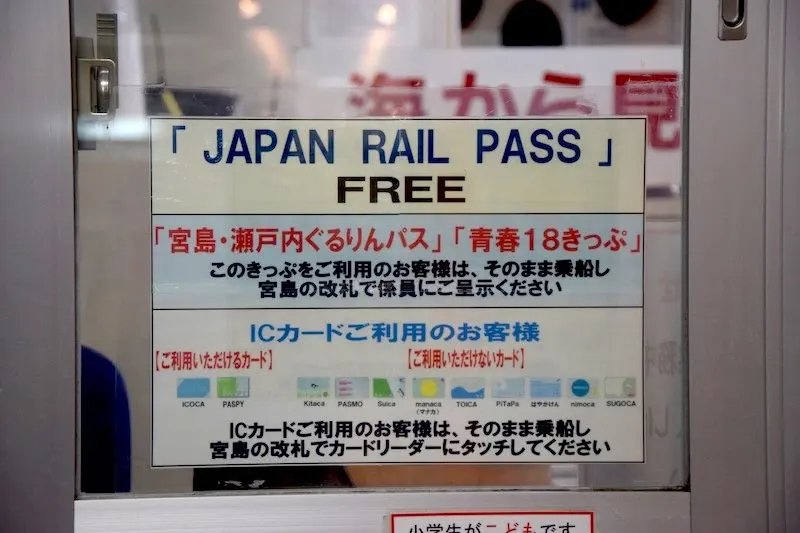 海から見
「 JAPAN RAIL PASS 」
FREE
「宮島・瀬戸内ぐるりんパス」「青春18きっぷ」
このきっぷをご利用のお客様は、そのまま乗船し
宮島の改札で係員にご呈示ください
ICカードご利用のお客様
【ご利用いただけるカード】 【ご利用いただけないカード】
ICOCA PASPY Kitaca PASMO Suica manaca TOICA PiTaPa はやかけん nimoca SUGOCA
(マナカ)
ICカードご利用のお客様は、そのまま乗船し
宮島の改札でカードリーダーにタッチしてください
小学生がこどもです